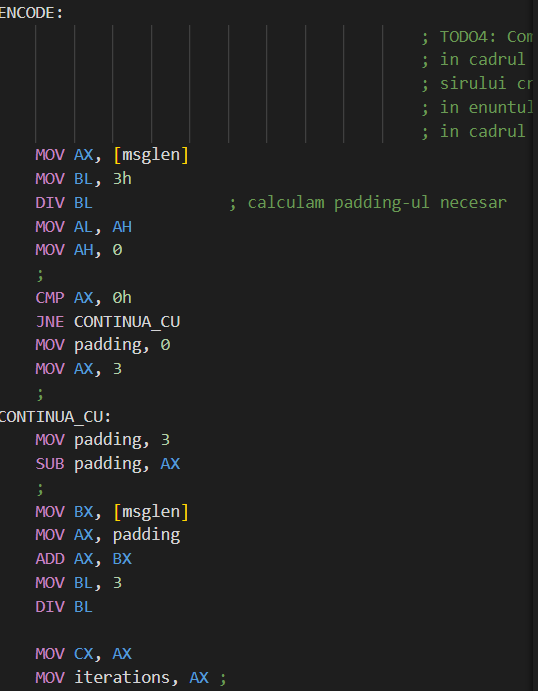 ENCODE:
; TODO4: Com
; in cadrul
; sirului cr
; in enuntul
; in cadrul
MOV AX, [msglen]
MOV BL, 3h
DIV BL ; calculam padding-ul necesar
MOV AL, AH
MOV AH, 0
;
CMP AX, 0h
JNE CONTINUA_CU
MOV padding, 0
MOV AX, 3
;
CONTINUA_CU:
MOV padding, 3
SUB padding, AX
;
MOV BX, [msglen]
MOV AX, padding
ADD AX, BX
MOV BL, 3
DIV BL
MOV CX, AX
MOV iterations, AX ;